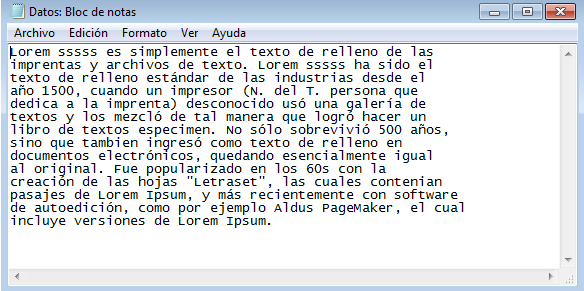 Datos: Bloc de notas
Archivo Edición Formato Ver Ayuda
Lorem sssss es simplemente el texto de relleno de las
imprentas y archivos de texto. Lorem sssss ha sido el
texto de relleno estándar de las industrias desde el
año 1500, cuando un impresor (N. del T. persona que
dedica a la imprenta) desconocido usó una galería de
textos y los mezcló de tal manera que logró hacer un
libro de textos especimen. No sólo sobrevivió 500 años,
sino que tambien ingresó como texto de relleno en
documentos electrónicos, quedando esencialmente igual
al original. Fue popularizado en los 60s con la
creación de las hojas "Letraset", las cuales contenian
pasajes de Lorem Ipsum, y más recientemente con software
de autoedición, como por ejemplo Aldus PageMaker, el cual
incluye versiones de Lorem Ipsum.